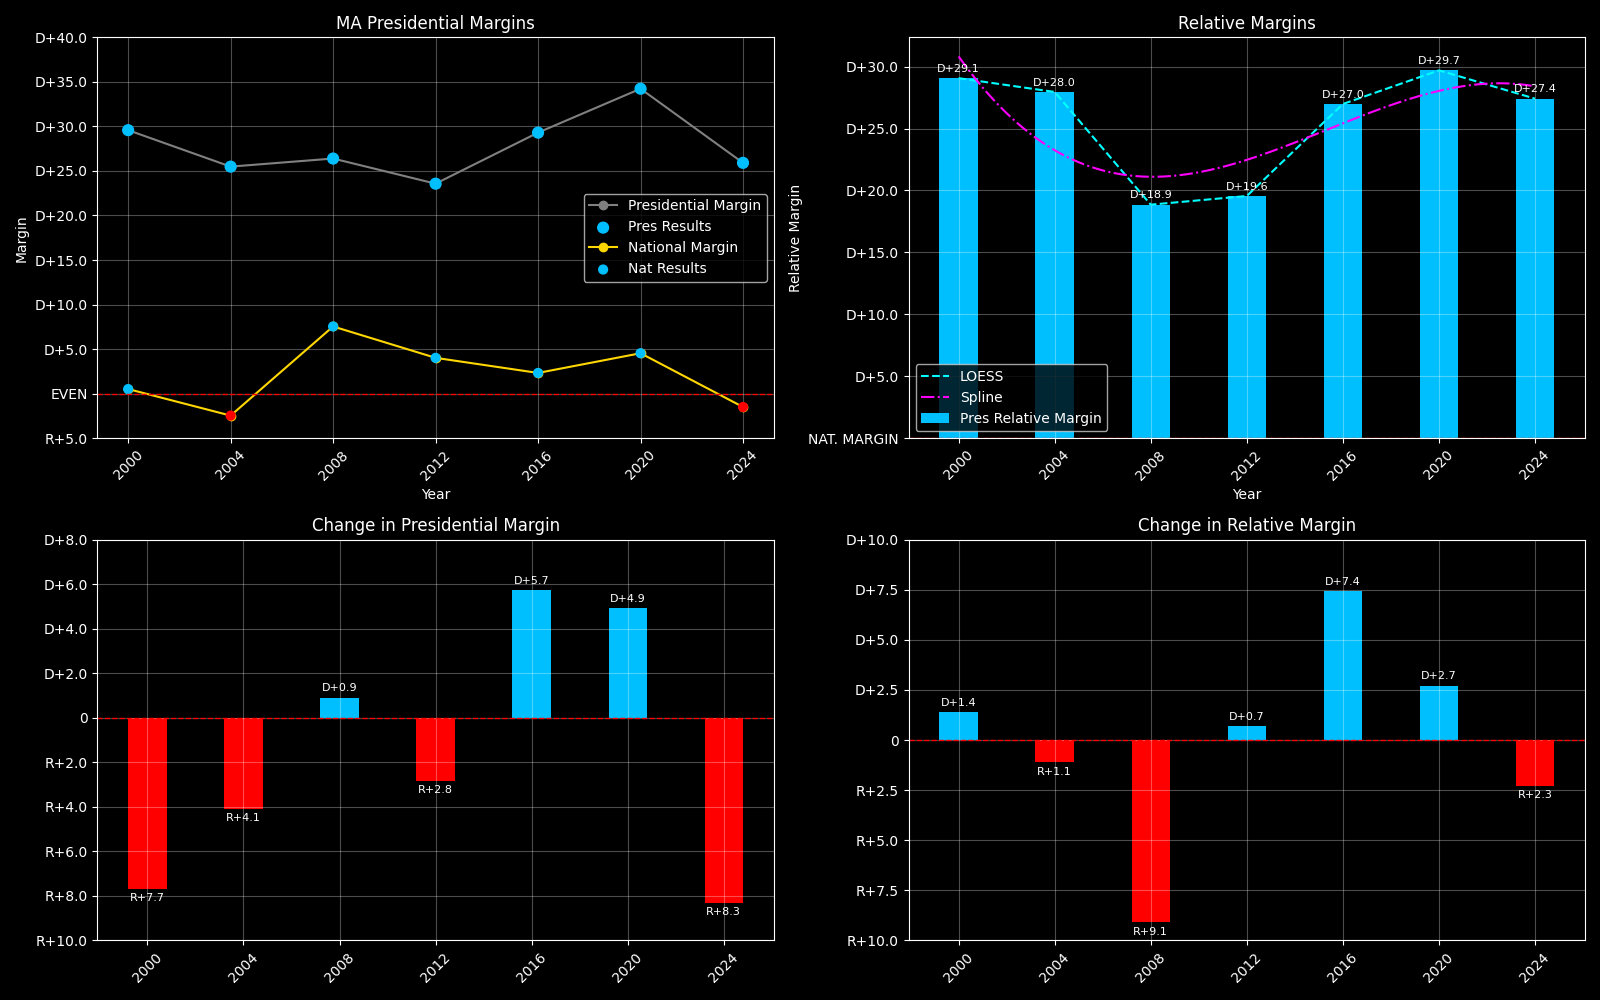 MA Presidential Margins
D+40.0
D+35.0
D+30.0
D+25.0
D+20.0
D+15.0
D+10.0
D+5.0
EVEN
R+5.0
Margin
Presidential Margin
Pres Results
National Margin
Nat Results
2000
2004
2008
2012
2016
2020
2024
Year
Relative Margins
D+30.0
D+25.0
D+20.0
D+15.0
D+10.0
D+5.0
NAT. MARGIN
Relative Margin
D+29.1
D+28.0
D+18.9
D+19.6
D+27.0
D+29.7
D+27.4
LOESS
Spline
Pres Relative Margin
2000
2004
2008
2012
2016
2020
2024
Year
Change in Presidential Margin
D+8.0
D+6.0
D+4.0
D+2.0
0
R+2.0
R+4.0
R+6.0
R+8.0
R+10.0
R+7.7
R+4.1
D+0.9
R+2.8
D+5.7
D+4.9
R+8.3
2000
2004
2008
2012
2016
2020
2024
Change in Relative Margin
D+10.0
D+7.5
D+5.0
D+2.5
0
R+2.5
R+5.0
R+7.5
R+10.0
D+1.4
R+1.1
R+9.1
D+0.7
D+7.4
D+2.7
R+2.3
2000
2004
2008
2012
2016
2020
2024